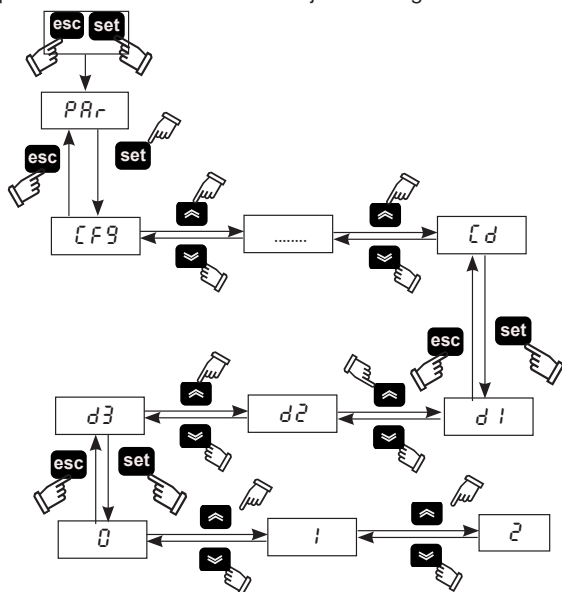 esc set
PAr
esc set
CFg ........ Cd
esc set
d3 d2 d1
esc set
0 1 2